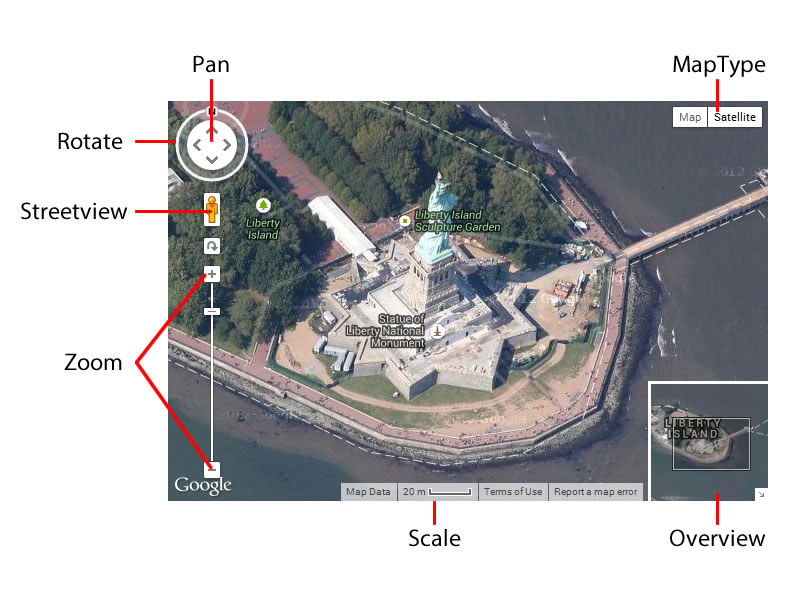 Pan
MapType
N
Map
Satellite
Rotate
Streetview
Liberty
Island
Liberty Island
Sculpture Garden
Statue of
Liberty National
Monument
Zoom
LIBERTY
ISLAND
Google
Map Data
20 m
Terms of Use
Report a map error
Scale
Overview